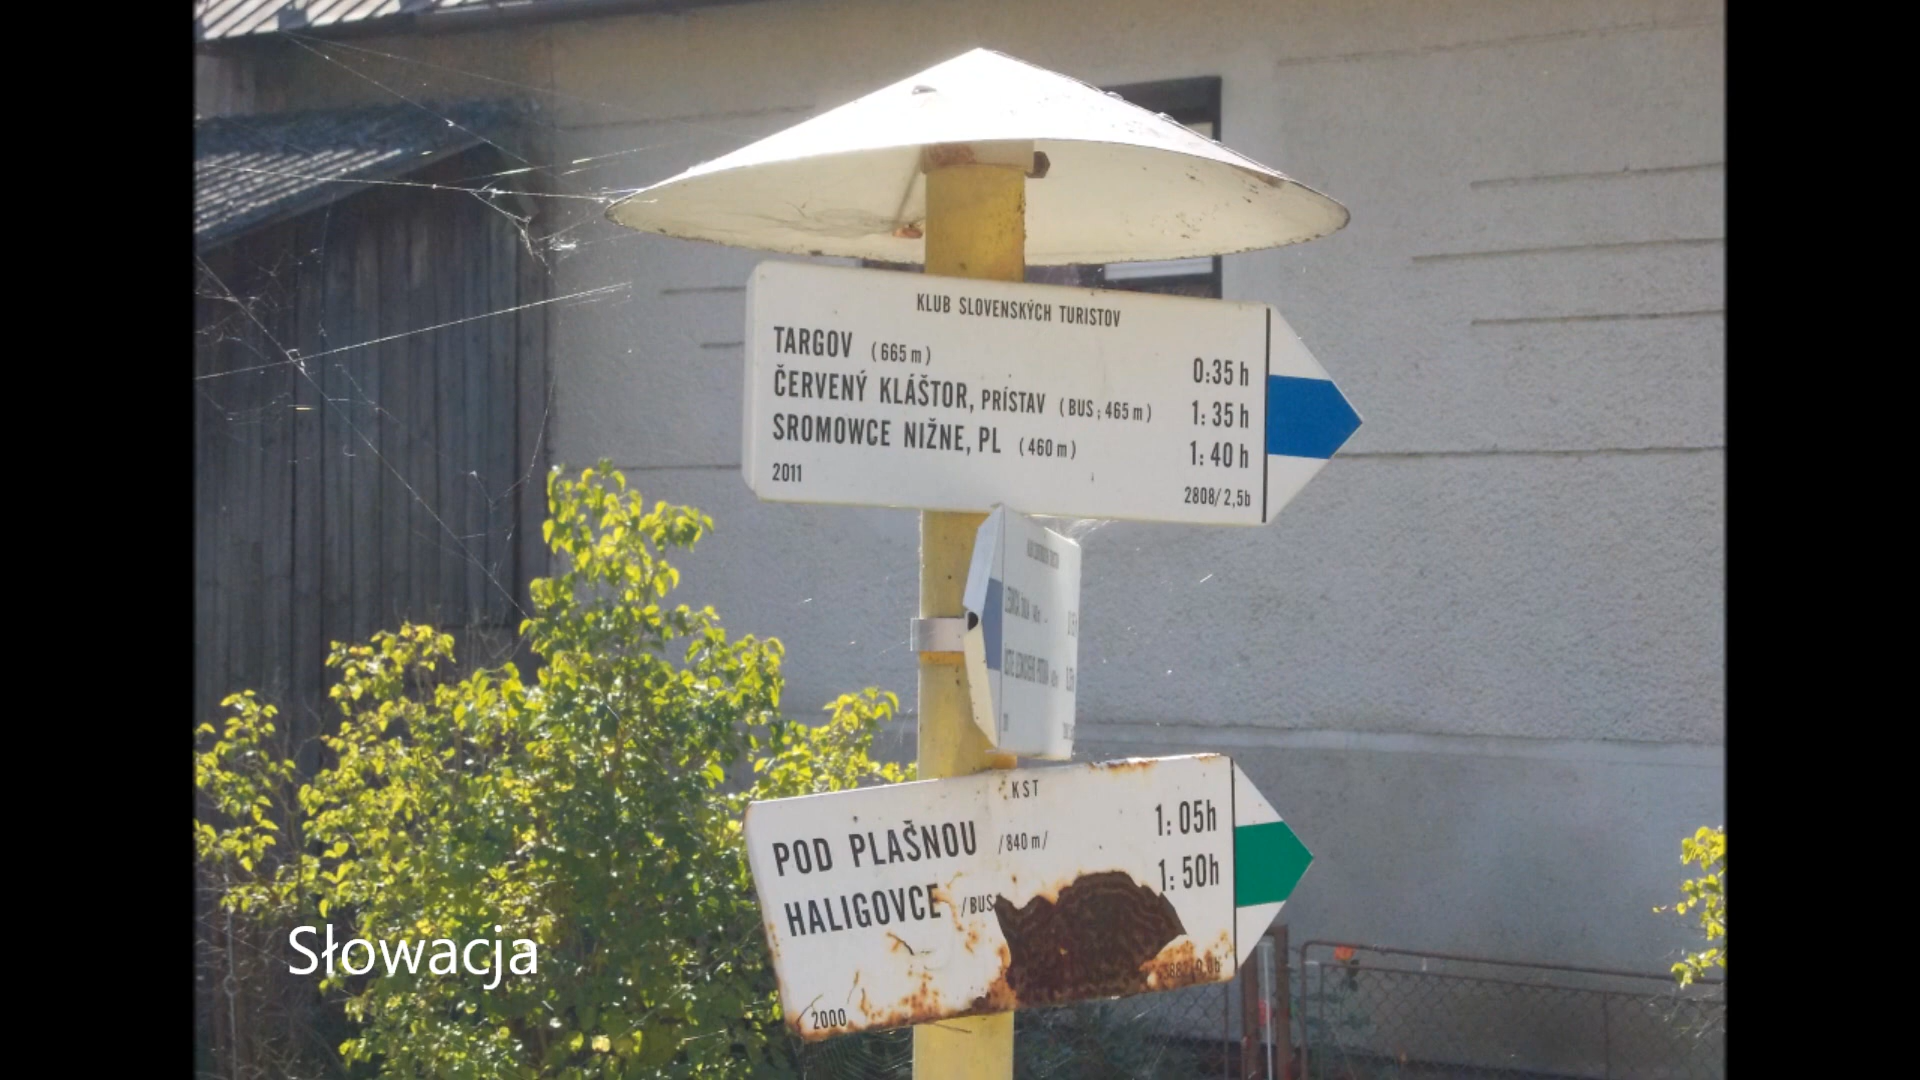 KLUB SLOVENSKÝCH TURISTOV
TARGOV (665 m) 0:35 h
ČERVENÝ KLÁŠTOR, PRÍSTAV (BUS; 465 m) 1:35 h
SROMOWCE NIŽNE, PL (460 m) 1:40 h
2011 2808/2,5b
KST
POD PLAŠNOU /840 m/ 1:05h
HALIGOVCE /BUS 1:50h
2000
Słowacja